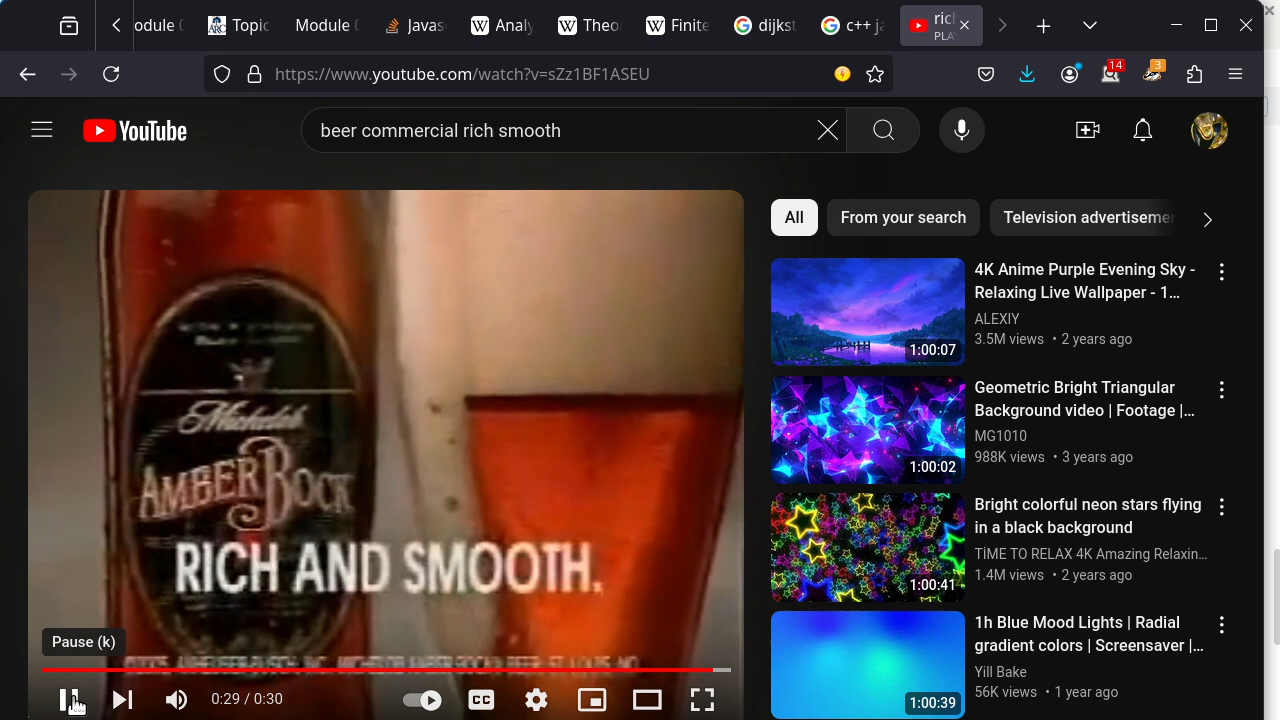 odule (
Topic
Module (
Javas
Analy
Theo
Finite
dijkst
c++ ja
ric
PLA
https://www.youtube.com/watch?v=sZz1BF1ASEU
14
3
YouTube
beer commercial rich smooth
All
From your search
Television advertiseme
Michelob
AMBERBOCK
RICH AND SMOOTH.
Pause (k)
0:29 / 0:30
CC
4K Anime Purple Evening Sky -
Relaxing Live Wallpaper - 1…
ALEXIY
3.5M views • 2 years ago
1:00:07
Geometric Bright Triangular
Background video | Footage |…
MG1010
988K views • 3 years ago
1:00:02
Bright colorful neon stars flying
in a black background
TiME TO RELAX 4K Amazing Relaxin…
1.4M views • 2 years ago
1:00:41
1h Blue Mood Lights | Radial
gradient colors | Screensaver |…
Yill Bake
56K views • 1 year ago
1:00:39